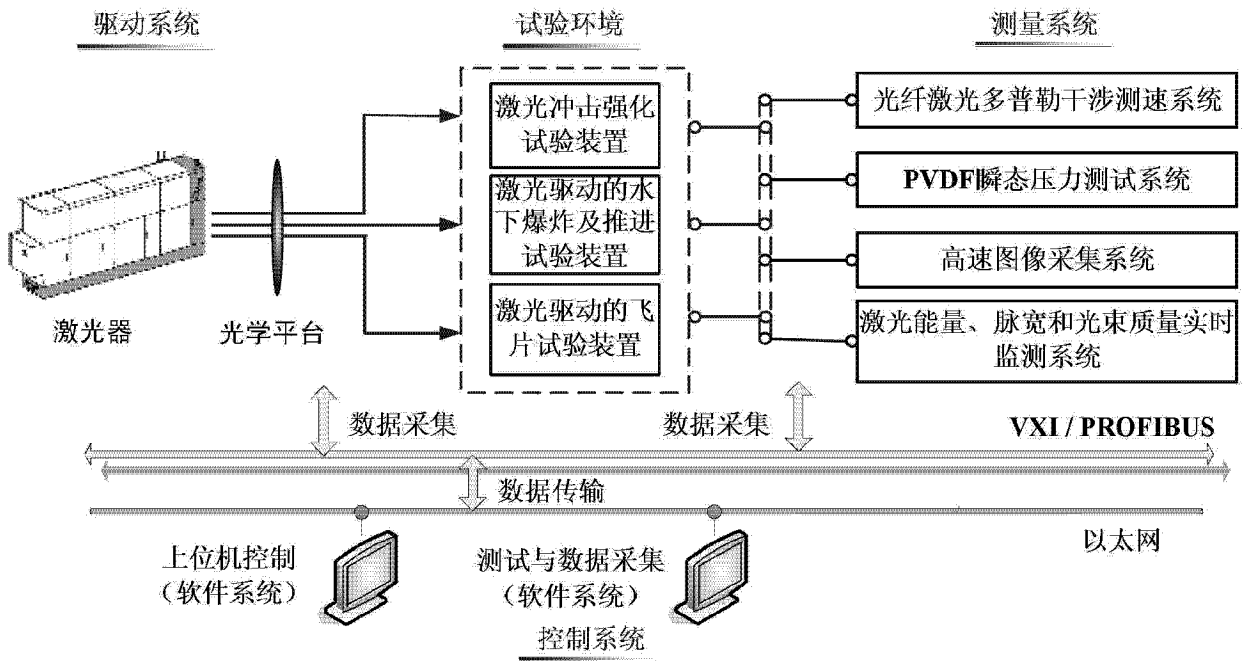 驱动系统
试验环境
测量系统
激光冲击强化
试验装置
激光驱动的水
下爆炸及推进
试验装置
激光驱动的飞
片试验装置
光纤激光多普勒干涉测速系统
PVDF瞬态压力测试系统
高速图像采集系统
激光能量、脉宽和光束质量实时
监测系统
激光器
光学平台
数据采集
数据采集
VXI / PROFIBUS
数据传输
以太网
上位机控制
（软件系统）
测试与数据采集
（软件系统）
控制系统